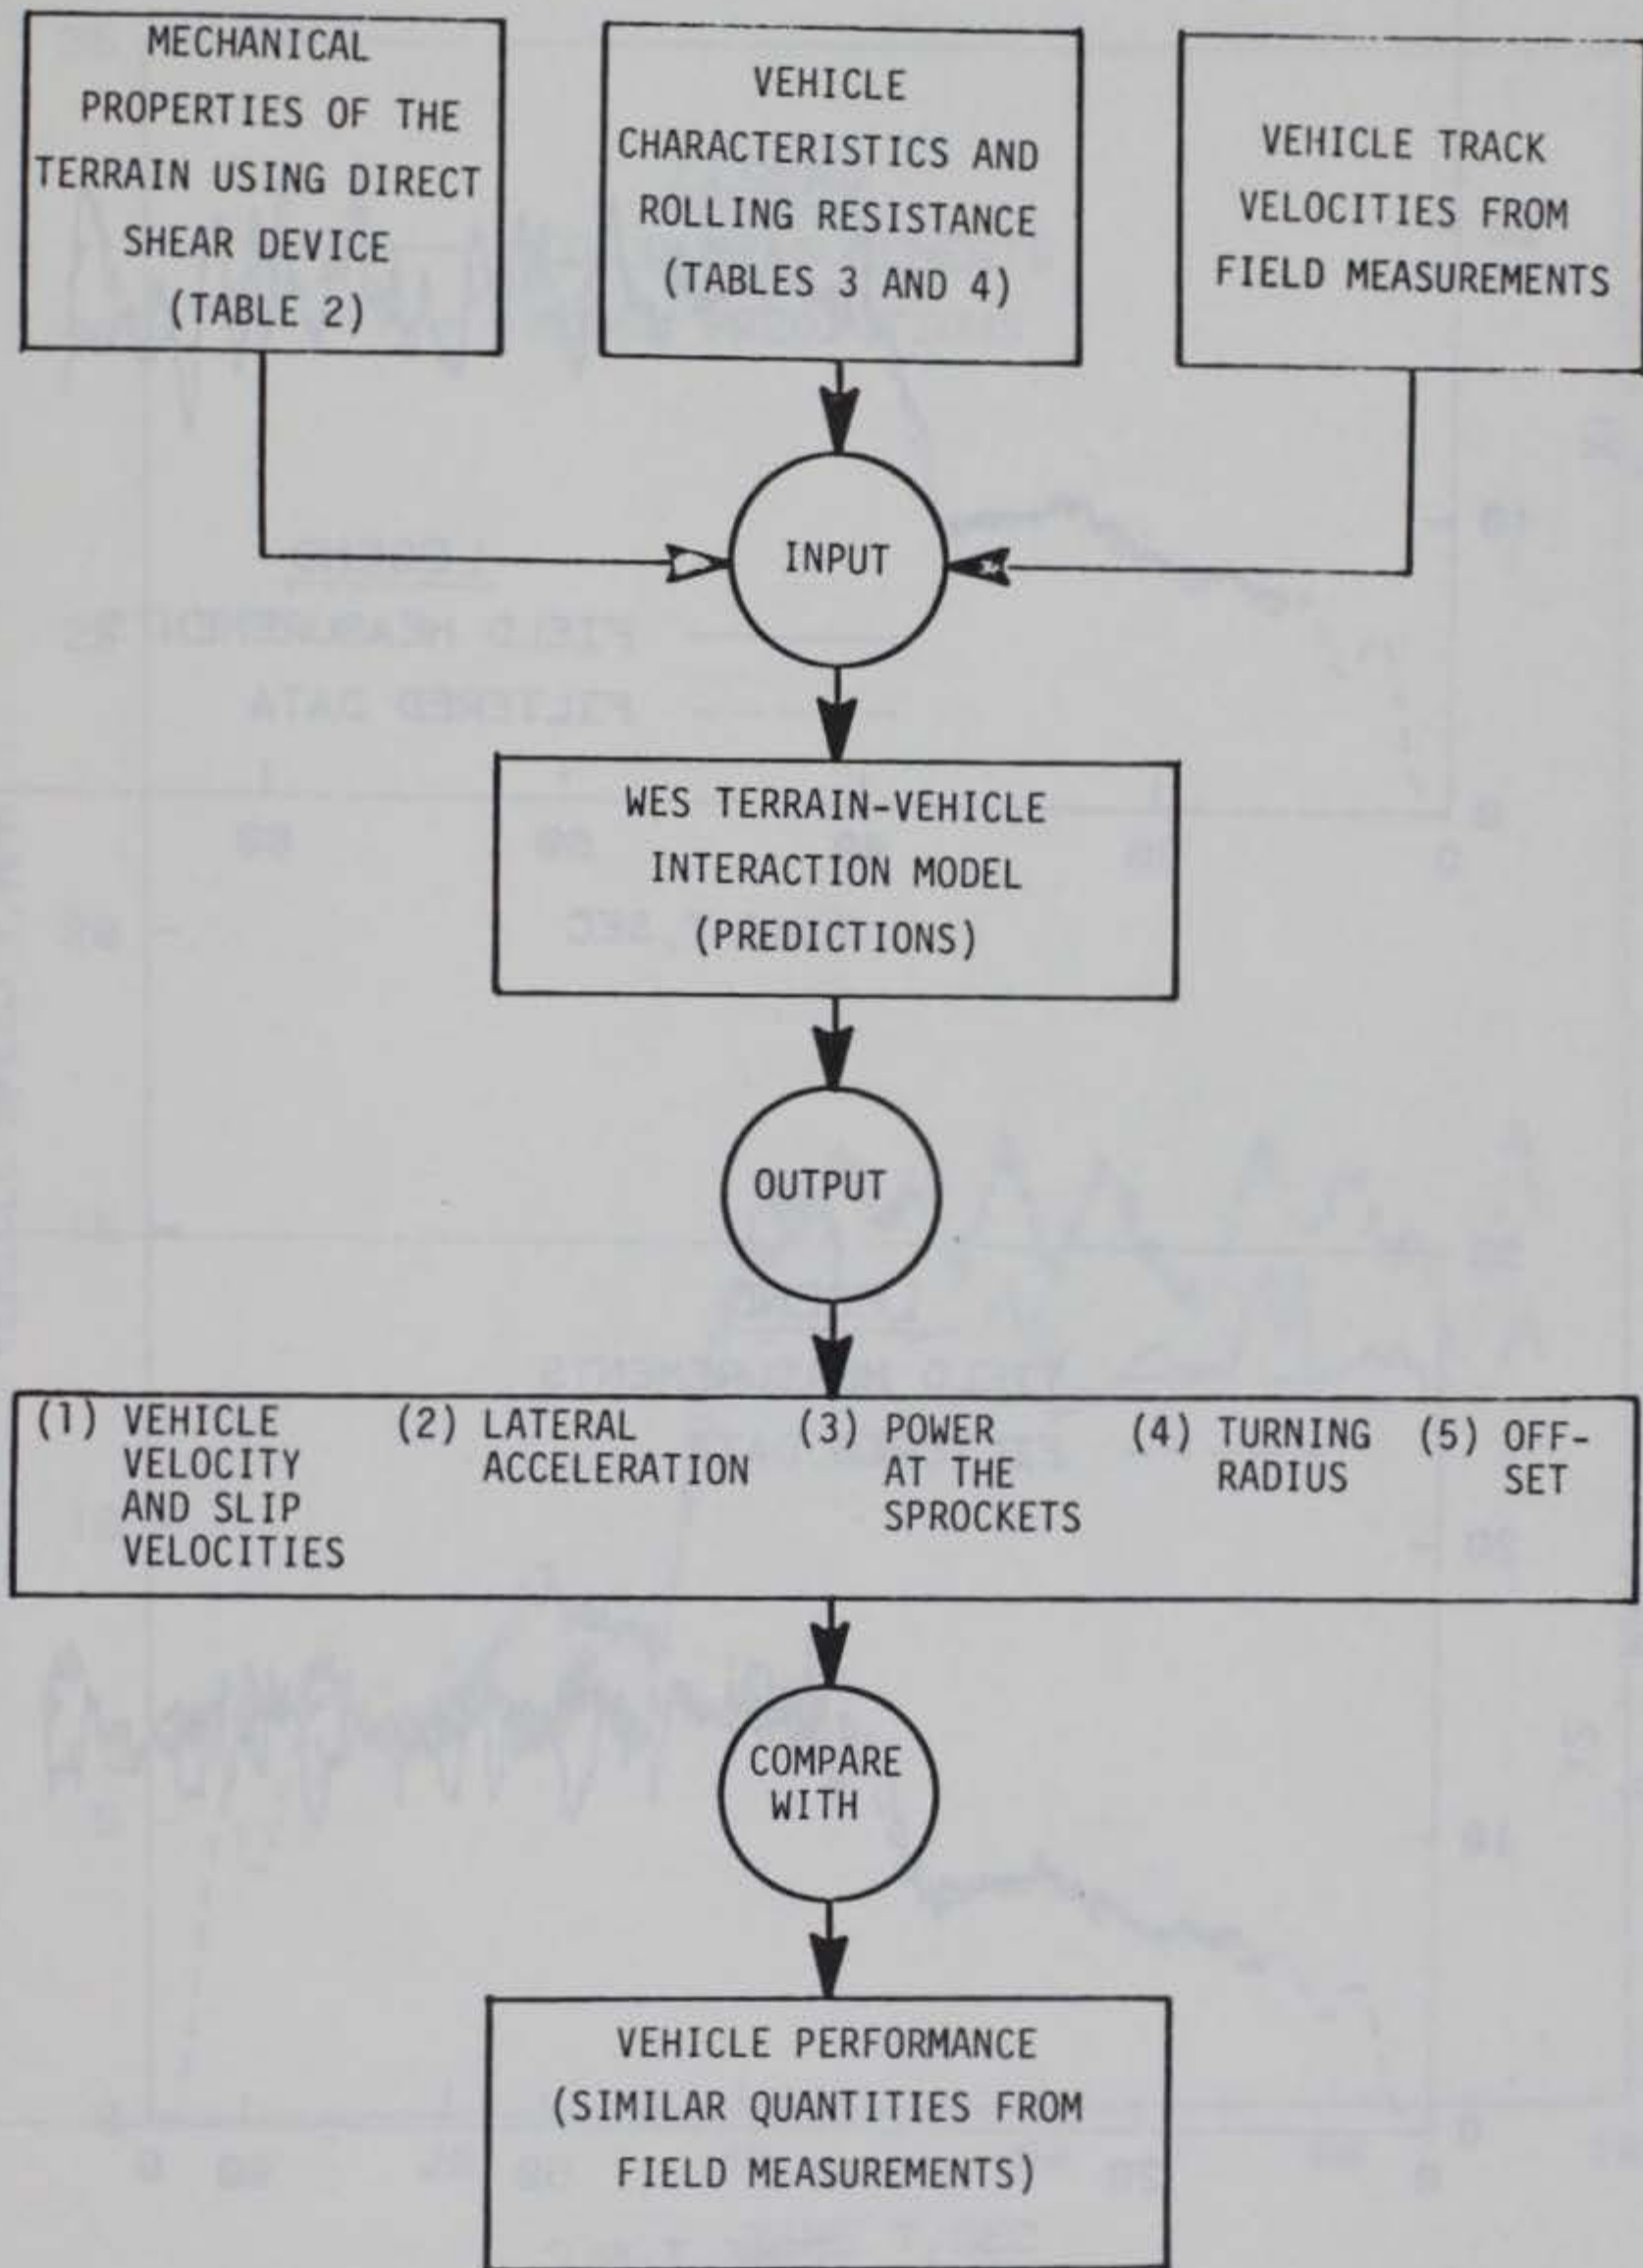 MECHANICAL
PROPERTIES OF THE
TERRAIN USING DIRECT
SHEAR DEVICE
(TABLE 2)
VEHICLE
CHARACTERISTICS AND
ROLLING RESISTANCE
(TABLES 3 AND 4)
VEHICLE TRACK
VELOCITIES FROM
FIELD MEASUREMENTS
INPUT
WES TERRAIN-VEHICLE
INTERACTION MODEL
(PREDICTIONS)
OUTPUT
(1) VEHICLE
VELOCITY
AND SLIP
VELOCITIES
(2) LATERAL
ACCELERATION
(3) POWER
AT THE
SPROCKETS
(4) TURNING
RADIUS
(5) OFF-
SET
COMPARE
WITH
VEHICLE PERFORMANCE
(SIMILAR QUANTITIES FROM
FIELD MEASUREMENTS)